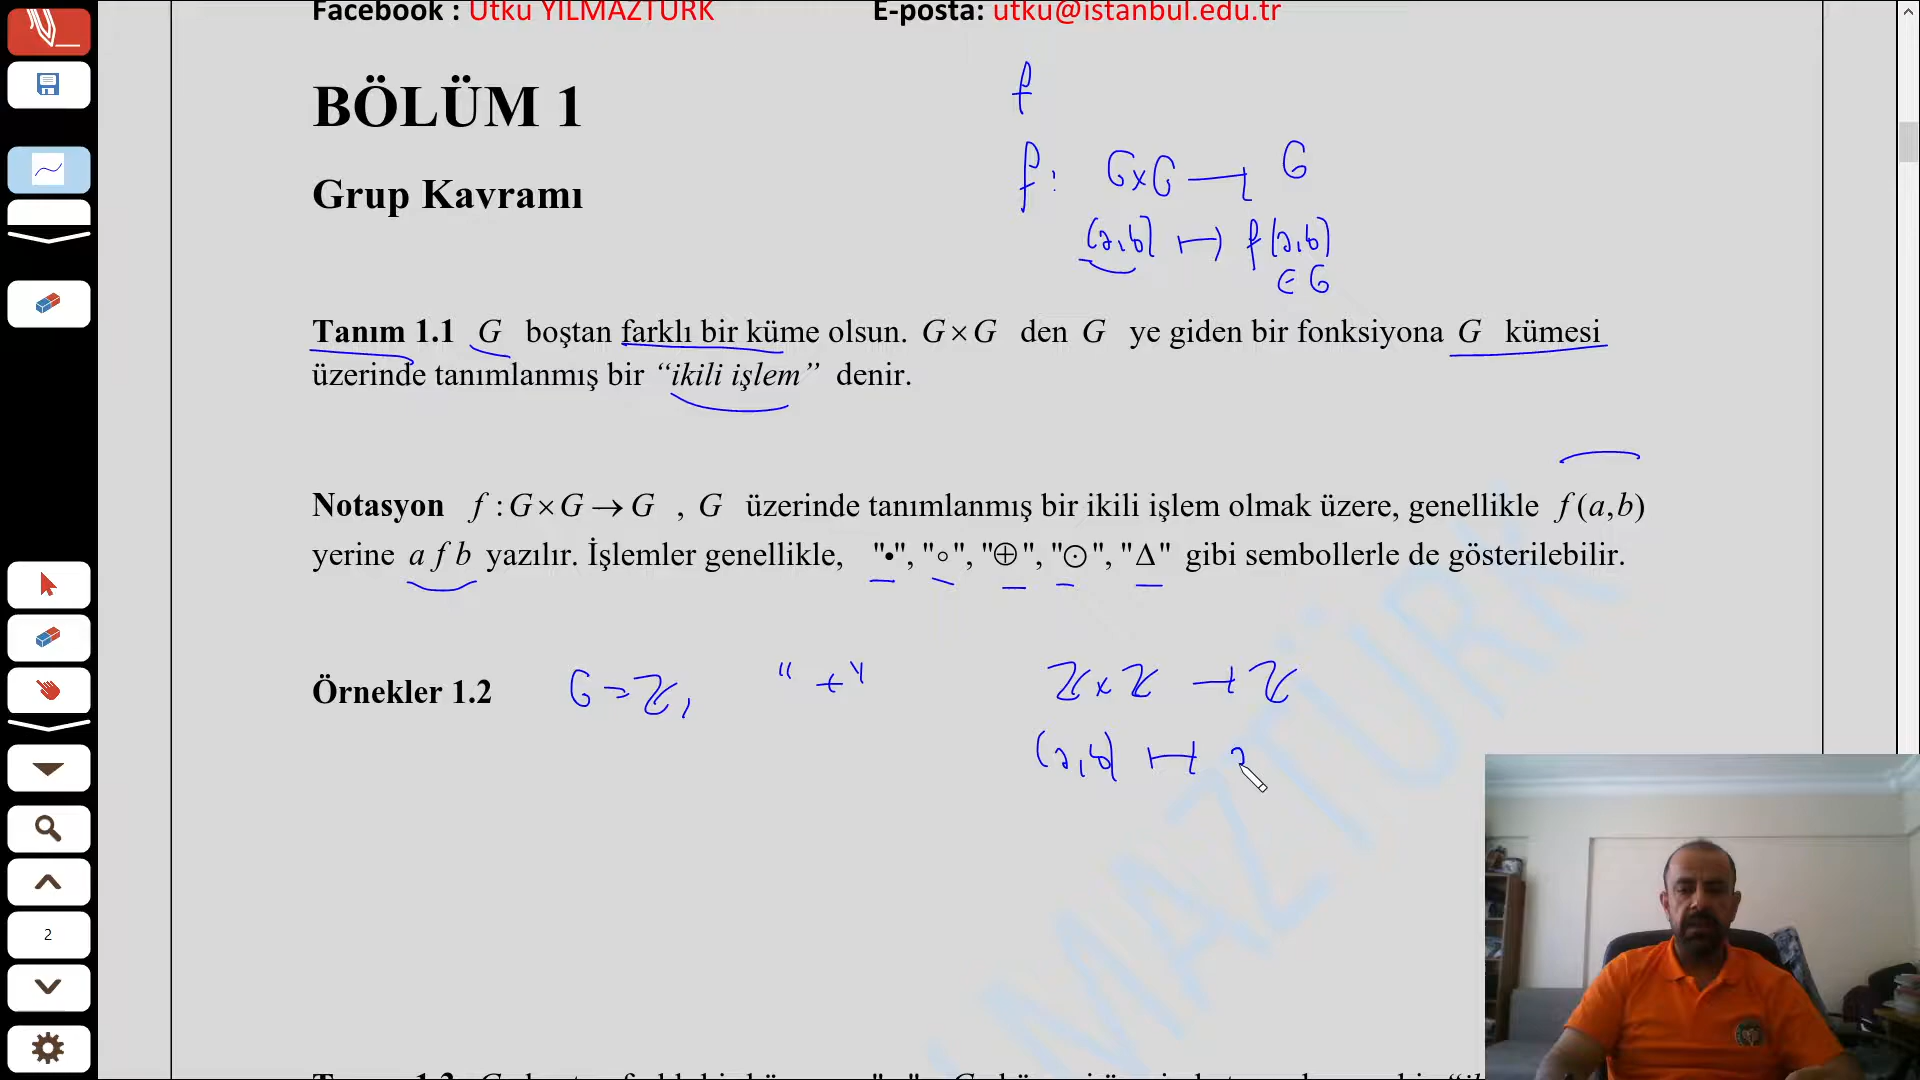 Facebook : Utku YILMAZTÜRK E-posta: utku@istanbul.edu.tr
BÖLÜM 1
f
Grup Kavramı
f: G×G → G
(a,b) ↦ f(a,b)
∈ G
Tanım 1.1 G boştan farklı bir küme olsun. G×G den G ye giden bir fonksiyona G kümesi
üzerinde tanımlanmış bir “ikili işlem” denir.
Notasyon f : G×G → G , G üzerinde tanımlanmış bir ikili işlem olmak üzere, genellikle f(a,b)
yerine a f b yazılır. İşlemler genellikle, "•", "∘", "⊕", "⊙", "Δ" gibi sembollerle de gösterilebilir.
Örnekler 1.2 G = ℤ, "+" ℤ×ℤ → ℤ
(a,b) ↦ a
2
MAZTÜRK